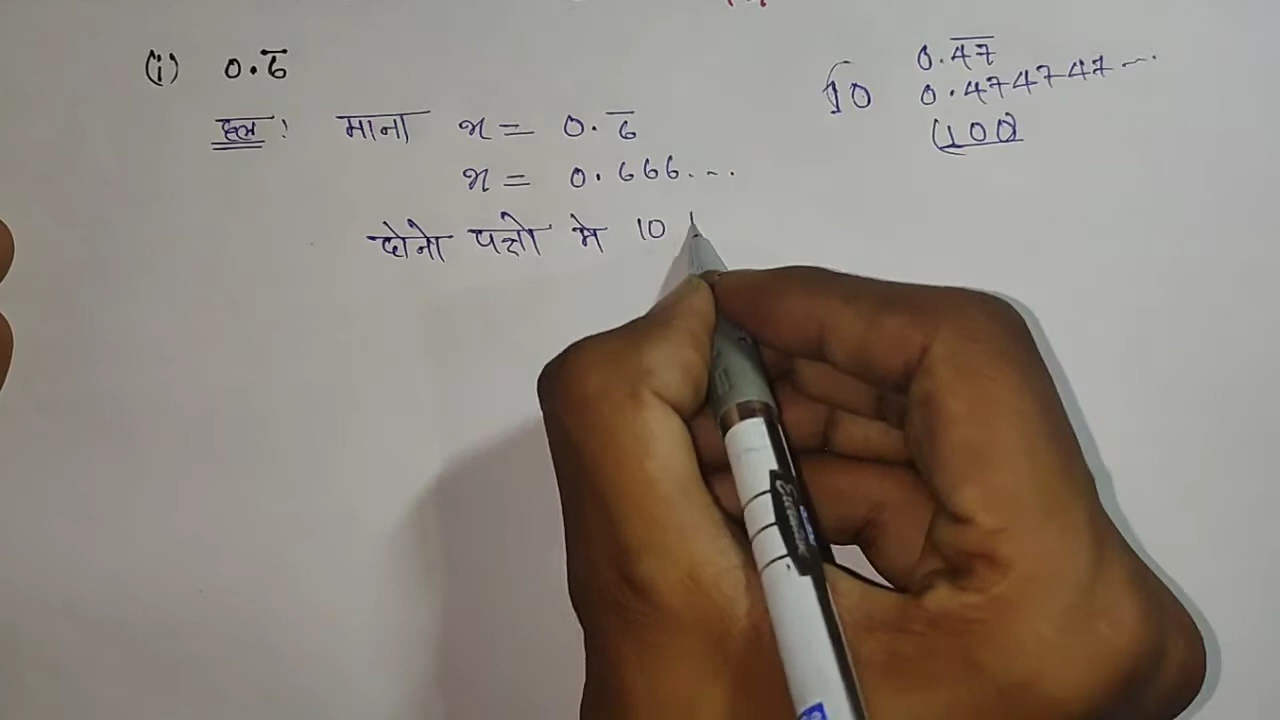 (i) 0.6̅
हल : माना x = 0.6̅
x = 0.666...
दोनो पक्षो मे 10
0.4̅7̅
10 0.474747...
(100)